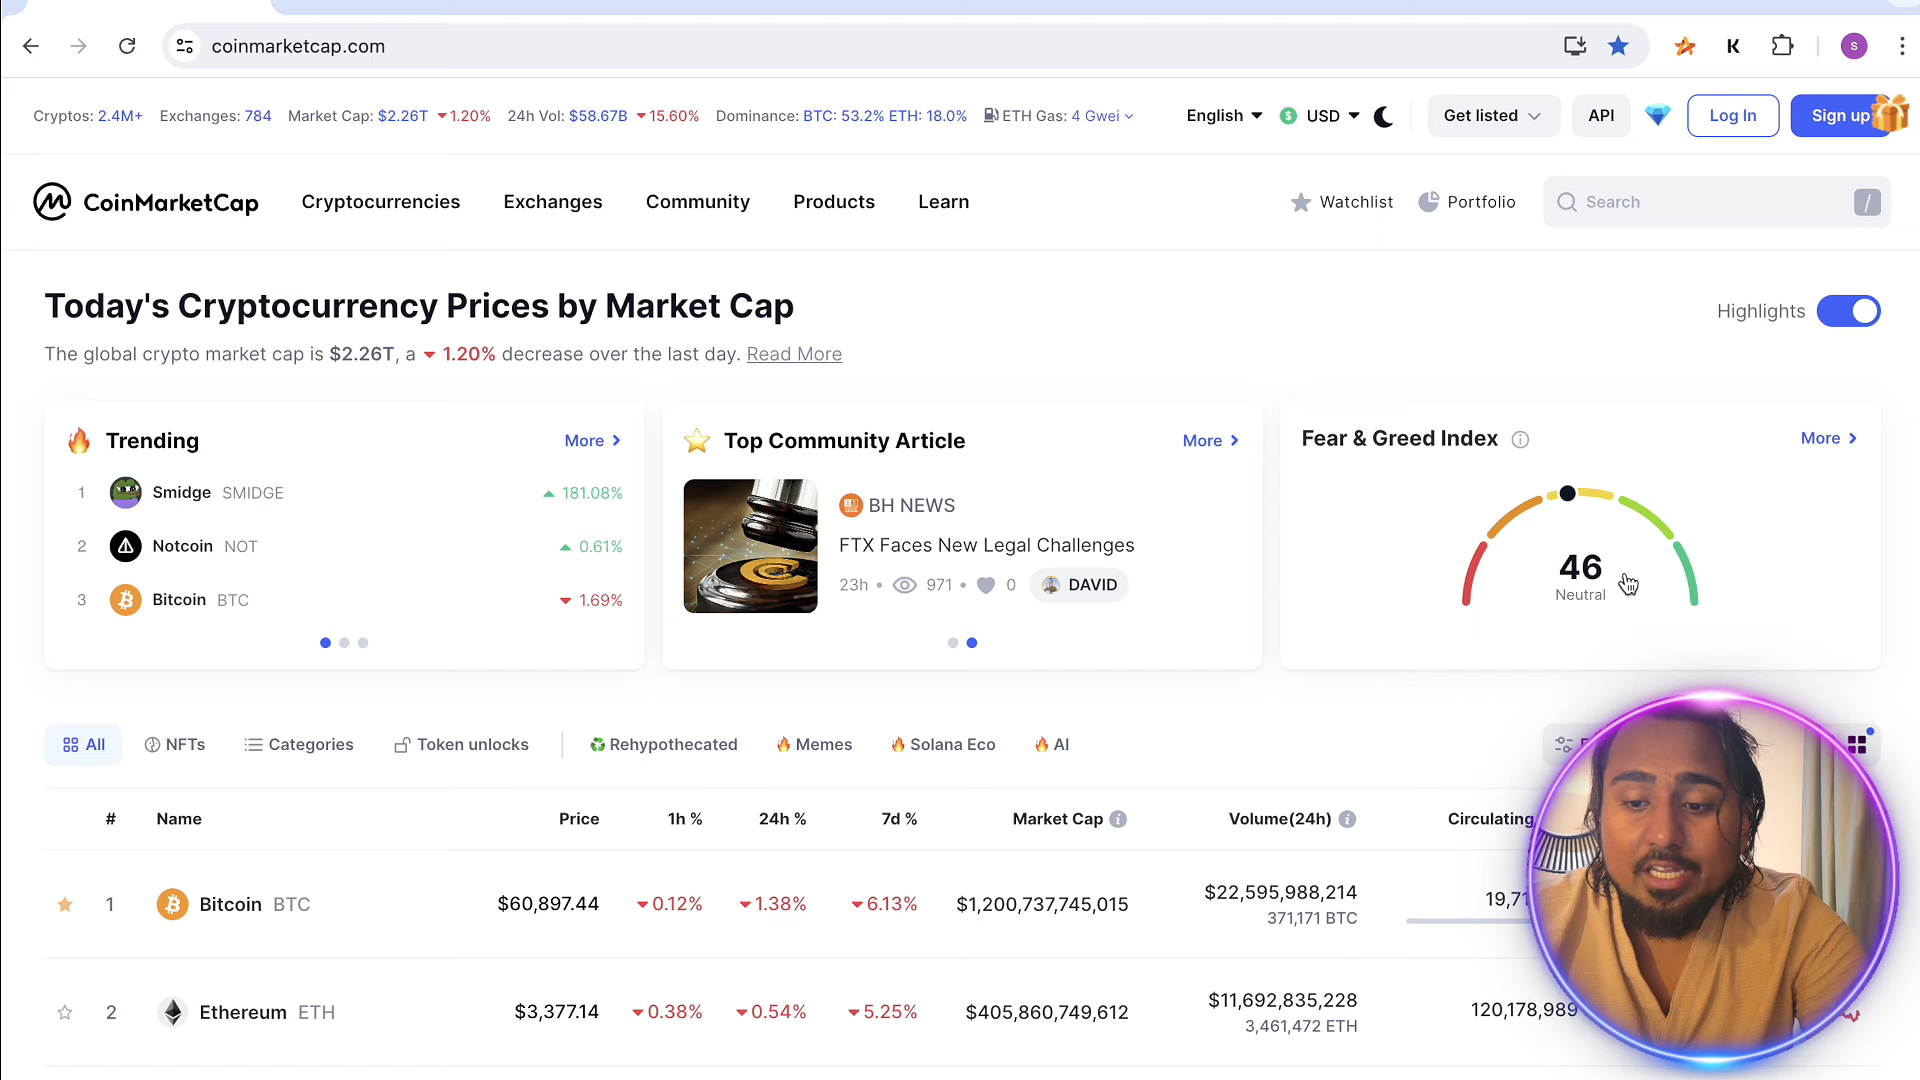 coinmarketcap.com
K
S
Cryptos: 2.4M+ Exchanges: 784 Market Cap: $2.26T 1.20% 24h Vol: $58.67B 15.60% Dominance: BTC: 53.2% ETH: 18.0% ETH Gas: 4 Gwei
English $ USD Get listed API Log In Sign up
CoinMarketCap Cryptocurrencies Exchanges Community Products Learn Watchlist Portfolio Search /
Today's Cryptocurrency Prices by Market Cap
Highlights
The global crypto market cap is $2.26T, a 1.20% decrease over the last day. Read More
Trending More
1 Smidge SMIDGE 181.08%
2 Notcoin NOT 0.61%
3 Bitcoin BTC 1.69%
Top Community Article More
BH NEWS
FTX Faces New Legal Challenges
23h • 971 • 0 DAVID
Fear & Greed Index More
46
Neutral
All NFTs Categories Token unlocks Rehypothecated Memes Solana Eco AI
# Name Price 1h % 24h % 7d % Market Cap Volume(24h) Circulating
1 Bitcoin BTC $60,897.44 0.12% 1.38% 6.13% $1,200,737,745,015 $22,595,988,214 19,71
371,171 BTC
2 Ethereum ETH $3,377.14 0.38% 0.54% 5.25% $405,860,749,612 $11,692,835,228 120,178,989
3,461,472 ETH